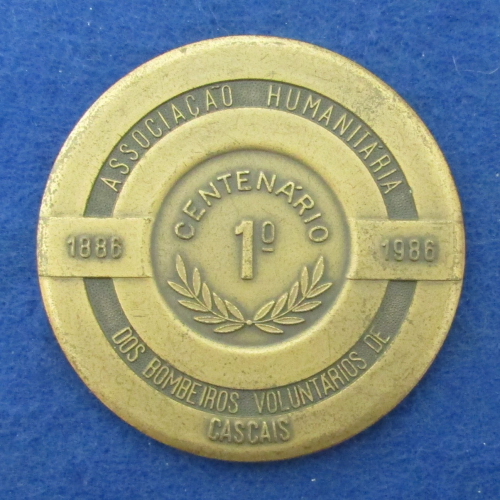 ASSOCIAÇÃO HUMANITÁRIA
CENTENÁRIO
1º
1886
1986
DOS BOMBEIROS VOLUNTÁRIOS DE
CASCAIS